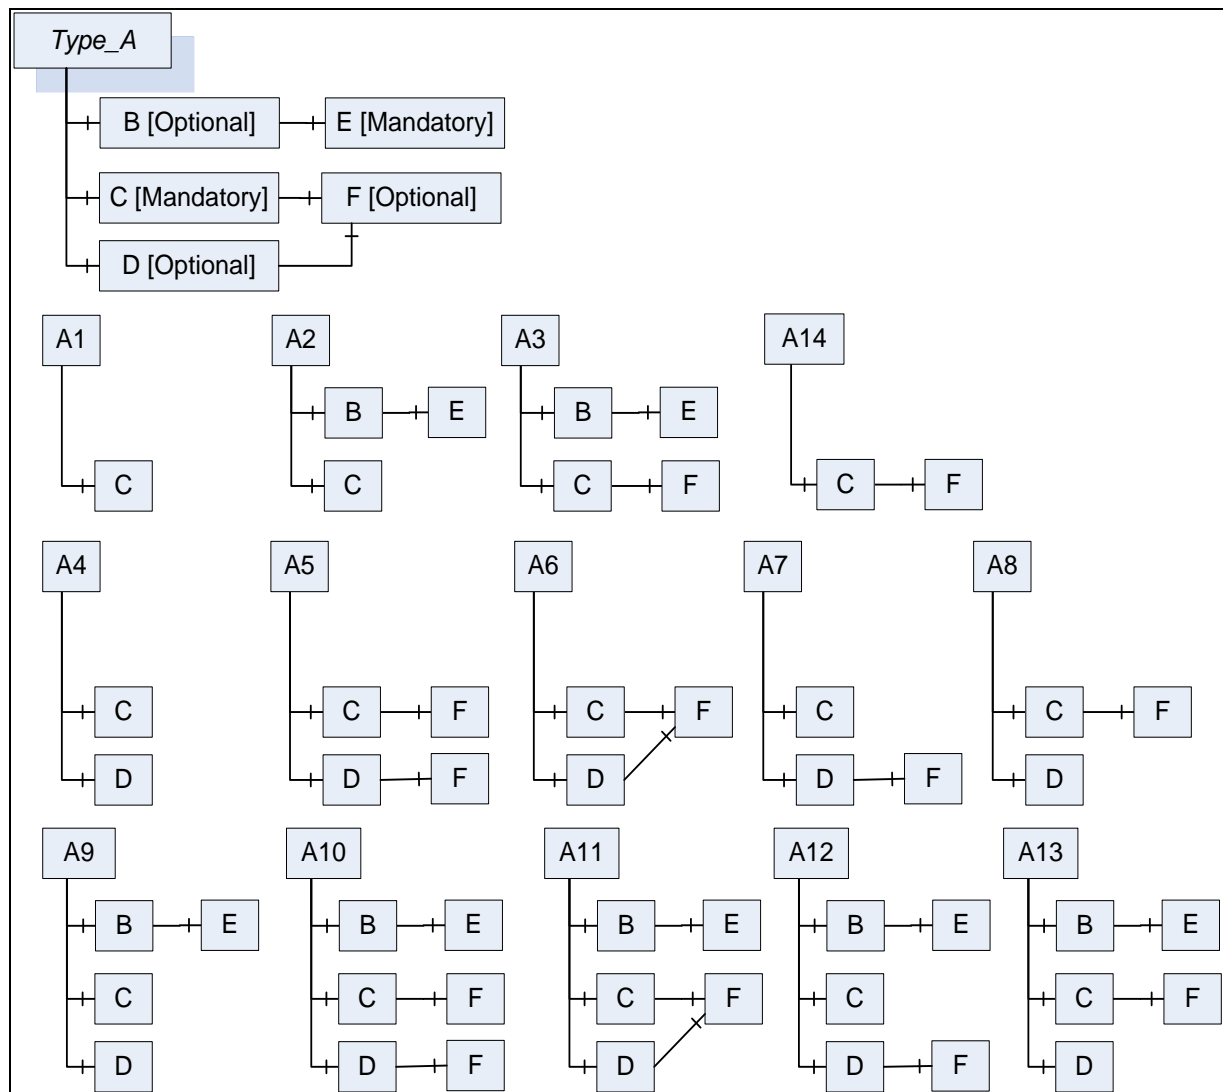 Type_A
B [Optional] E [Mandatory]
C [Mandatory] F [Optional]
D [Optional]
A1 A2 A3 A14
B E B E
C C C F C F
A4 A5 A6 A7 A8
C C F C F C C F
D D F D D F D
A9 A10 A11 A12 A13
B E B E B E B E B E
C C F C F C C F
D D F D D F D